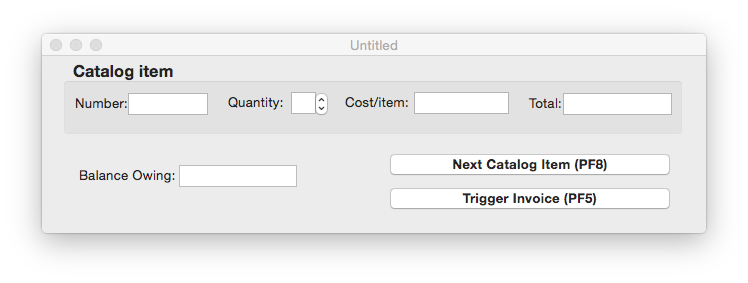 Untitled
Catalog item
Number: Quantity: Cost/item: Total:
Balance Owing: Next Catalog Item (PF8)
Trigger Invoice (PF5)